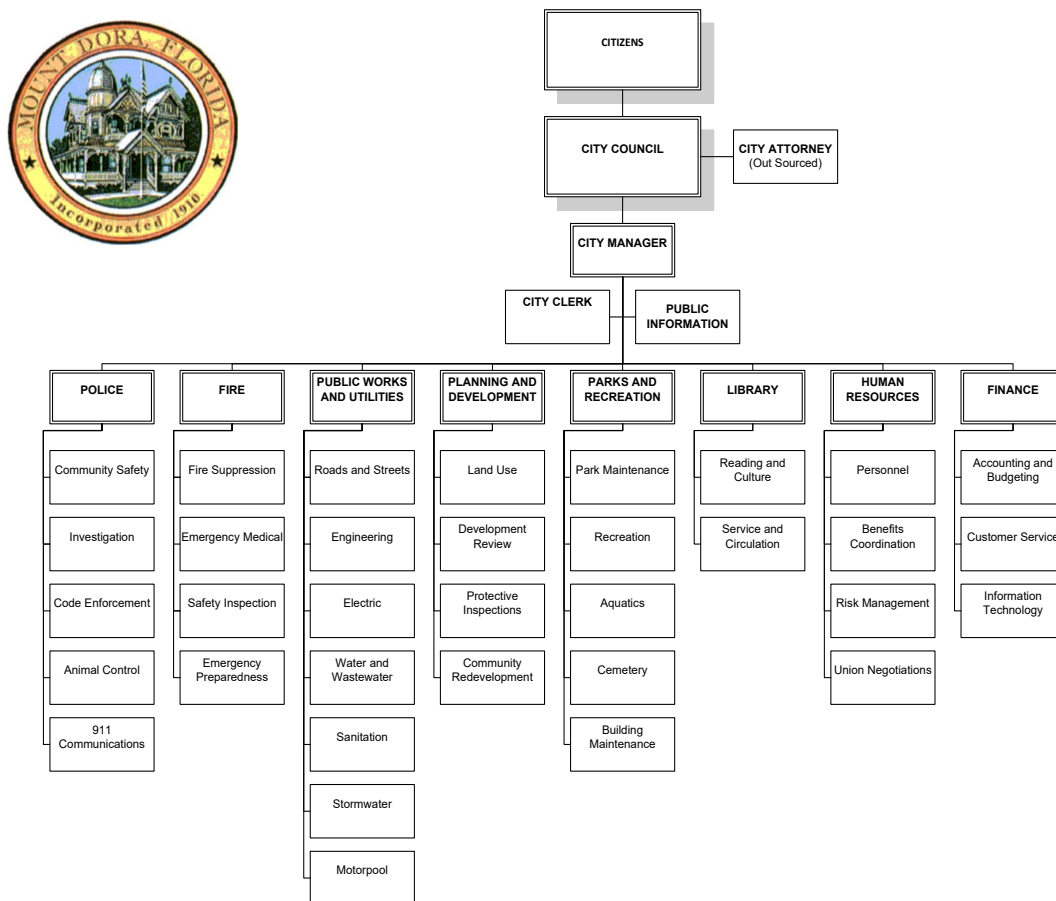 MOUNT DORA, FLORIDA
Incorporated 1910
CITIZENS
CITY COUNCIL
CITY ATTORNEY
(Out Sourced)
CITY MANAGER
CITY CLERK
PUBLIC
INFORMATION
POLICE
Community Safety
Investigation
Code Enforcement
Animal Control
911
Communications
FIRE
Fire Suppression
Emergency Medical
Safety Inspection
Emergency
Preparedness
PUBLIC WORKS
AND UTILITIES
Roads and Streets
Engineering
Electric
Water and
Wastewater
Sanitation
Stormwater
Motorpool
PLANNING AND
DEVELOPMENT
Land Use
Development
Review
Protective
Inspections
Community
Redevelopment
PARKS AND
RECREATION
Park Maintenance
Recreation
Aquatics
Cemetery
Building
Maintenance
LIBRARY
Reading and
Culture
Service and
Circulation
HUMAN
RESOURCES
Personnel
Benefits
Coordination
Risk Management
Union Negotiations
FINANCE
Accounting and
Budgeting
Customer Service
Information
Technology